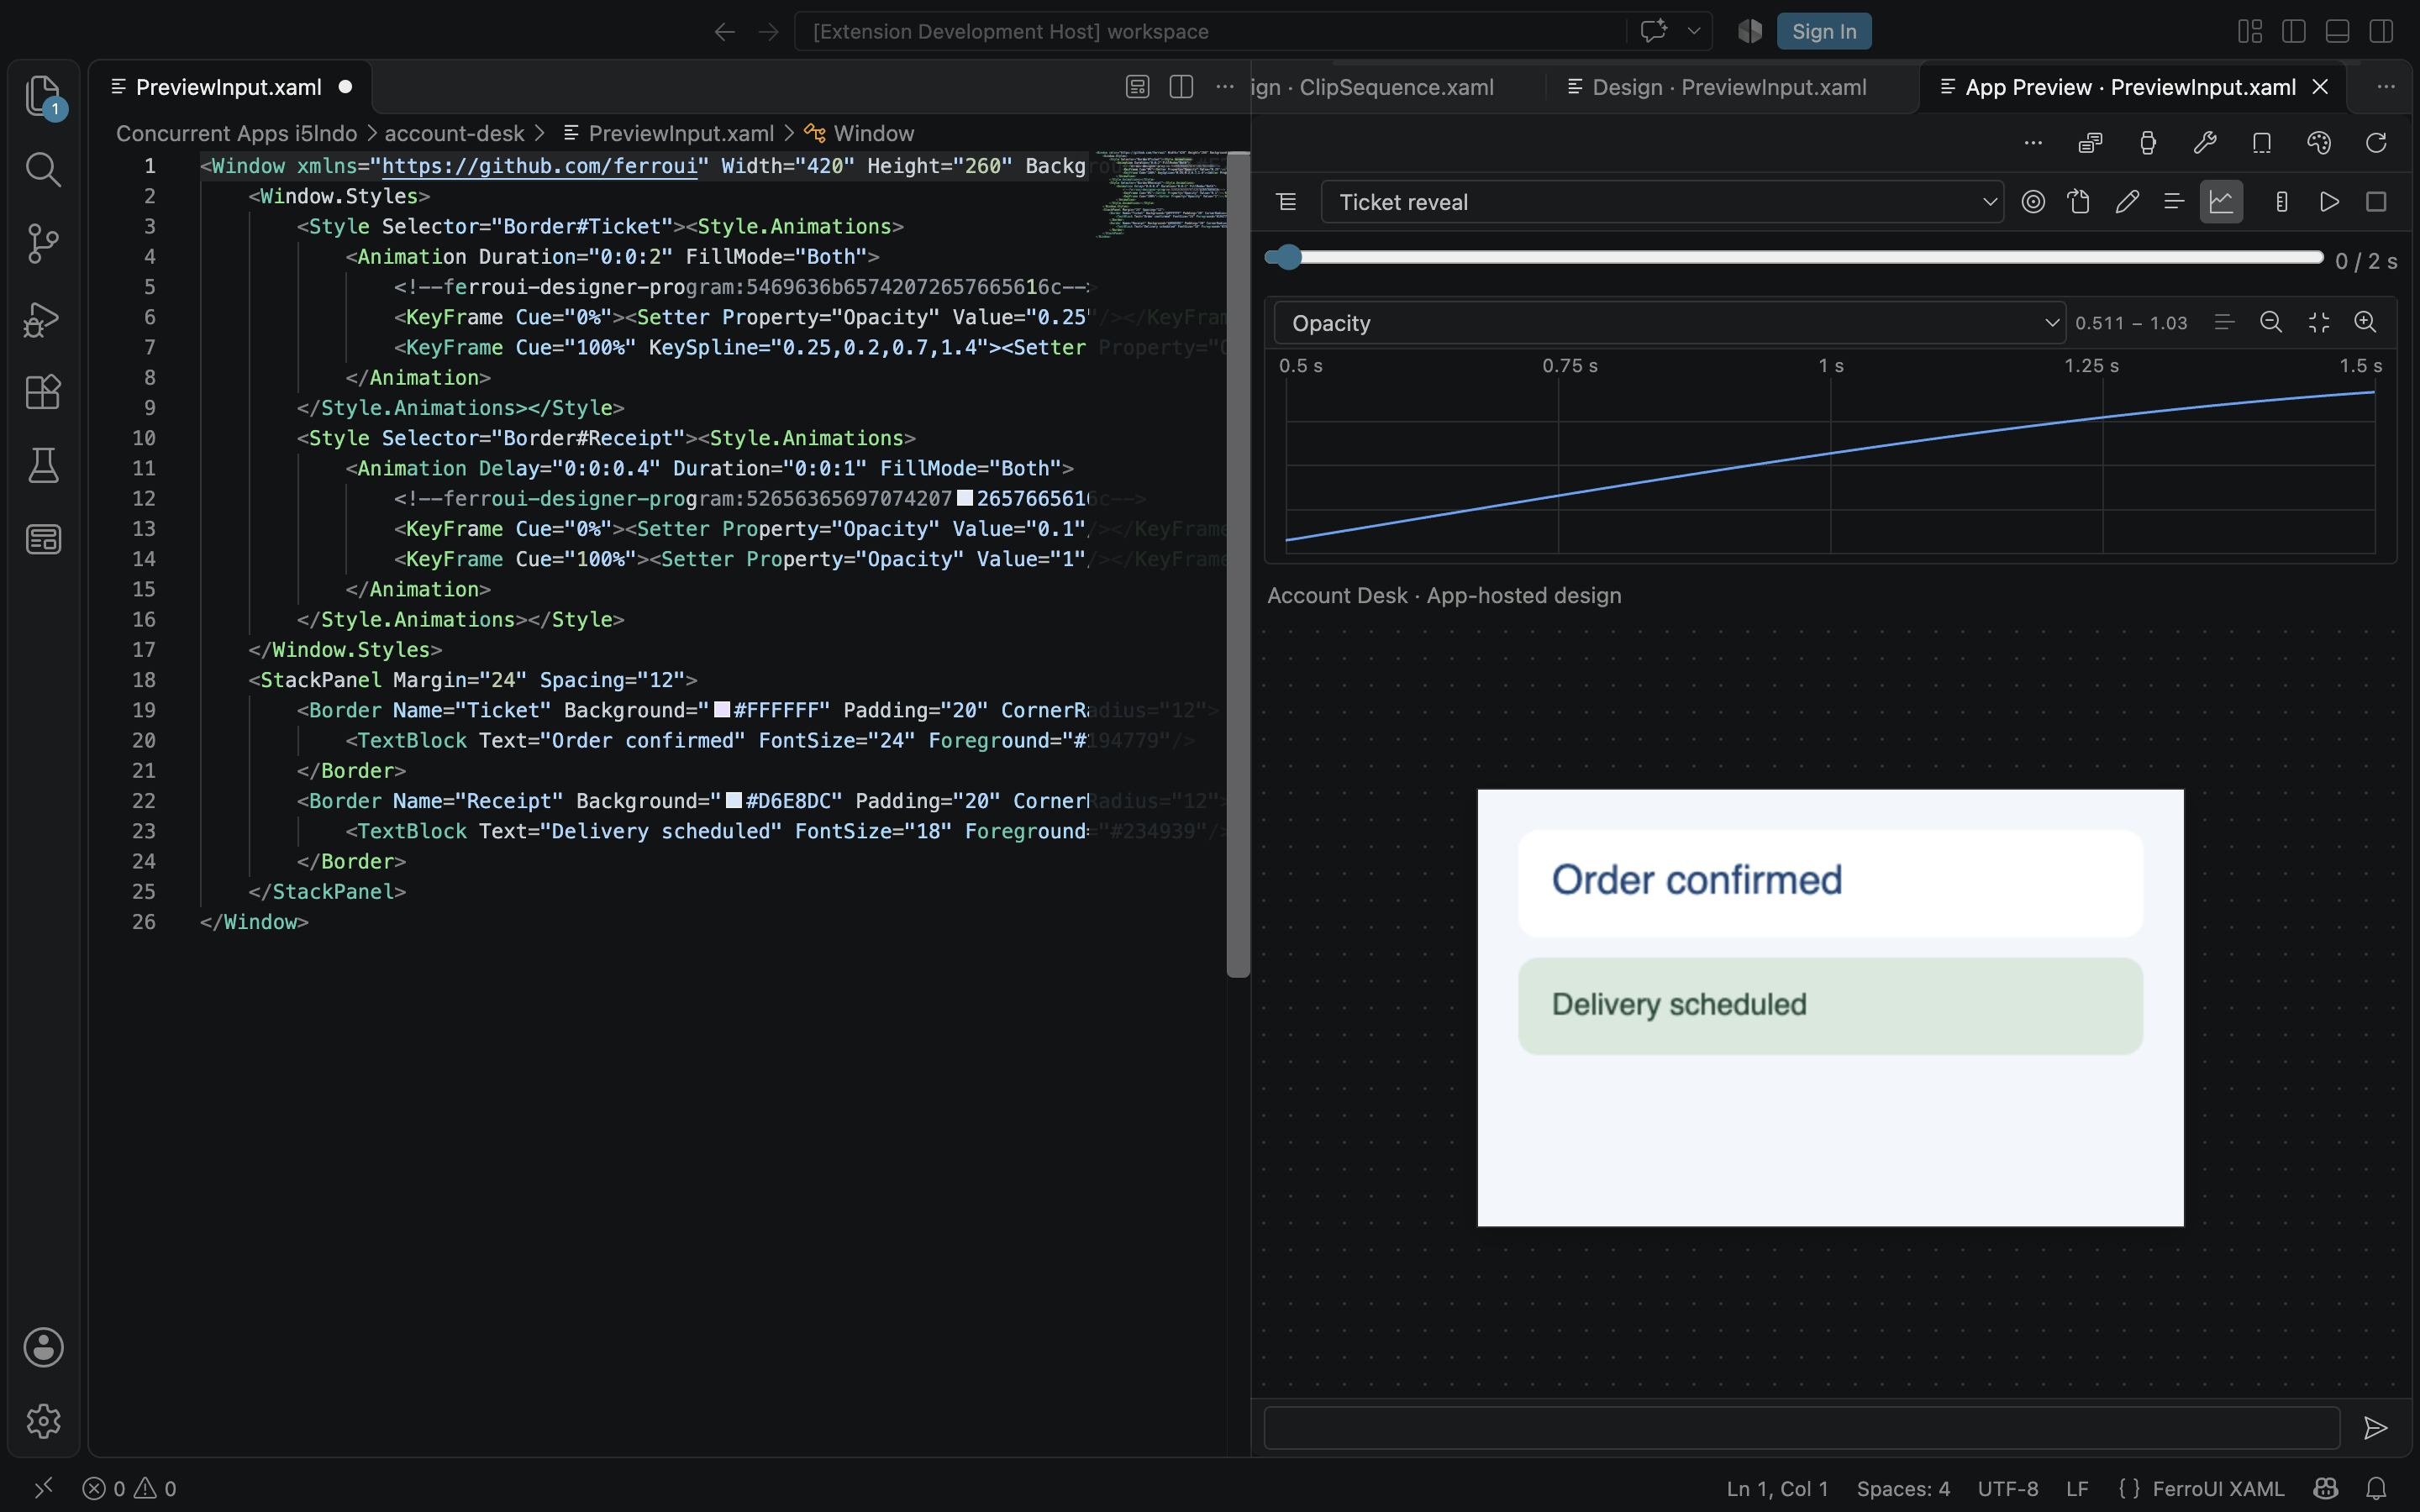 [Extension Development Host] workspace
Sign In
PreviewInput.xaml
ign · ClipSequence.xaml
Design · PreviewInput.xaml
App Preview · PreviewInput.xaml
1
Concurrent Apps i5Indo > account-desk > PreviewInput.xaml > Window
1 <Window xmlns="https://github.com/ferroui" Width="420" Height="260" Backg
2 <Window.Styles>
3 <Style Selector="Border#Ticket"><Style.Animations>
4 <Animation Duration="0:0:2" FillMode="Both">
5 <!--ferroui-designer-program:5469636b65742072657665616c-->
6 <KeyFrame Cue="0%"><Setter Property="Opacity" Value="0.25"/></KeyFram
7 <KeyFrame Cue="100%" KeySpline="0.25,0.2,0.7,1.4"><Setter Property="O
8 </Animation>
9 </Style.Animations></Style>
10 <Style Selector="Border#Receipt"><Style.Animations>
11 <Animation Delay="0:0:0.4" Duration="0:0:1" FillMode="Both">
12 <!--ferroui-designer-program:526563656970742072657665616c-->
13 <KeyFrame Cue="0%"><Setter Property="Opacity" Value="0.1"/></KeyFrame
14 <KeyFrame Cue="100%"><Setter Property="Opacity" Value="1"/></KeyFrame
15 </Animation>
16 </Style.Animations></Style>
17 </Window.Styles>
18 <StackPanel Margin="24" Spacing="12">
19 <Border Name="Ticket" Background="#FFFFFF" Padding="20" CornerRadius="12">
20 <TextBlock Text="Order confirmed" FontSize="24" Foreground="#194779"/>
21 </Border>
22 <Border Name="Receipt" Background="#D6E8DC" Padding="20" CornerRadius="12">
23 <TextBlock Text="Delivery scheduled" FontSize="18" Foreground="#234939"/>
24 </Border>
25 </StackPanel>
26 </Window>
Ticket reveal
0 / 2 s
Opacity
0.511 – 1.03
0.5 s 0.75 s 1 s 1.25 s 1.5 s
Account Desk · App-hosted design
Order confirmed
Delivery scheduled
0 0
Ln 1, Col 1 Spaces: 4 UTF-8 LF { } FerroUI XAML